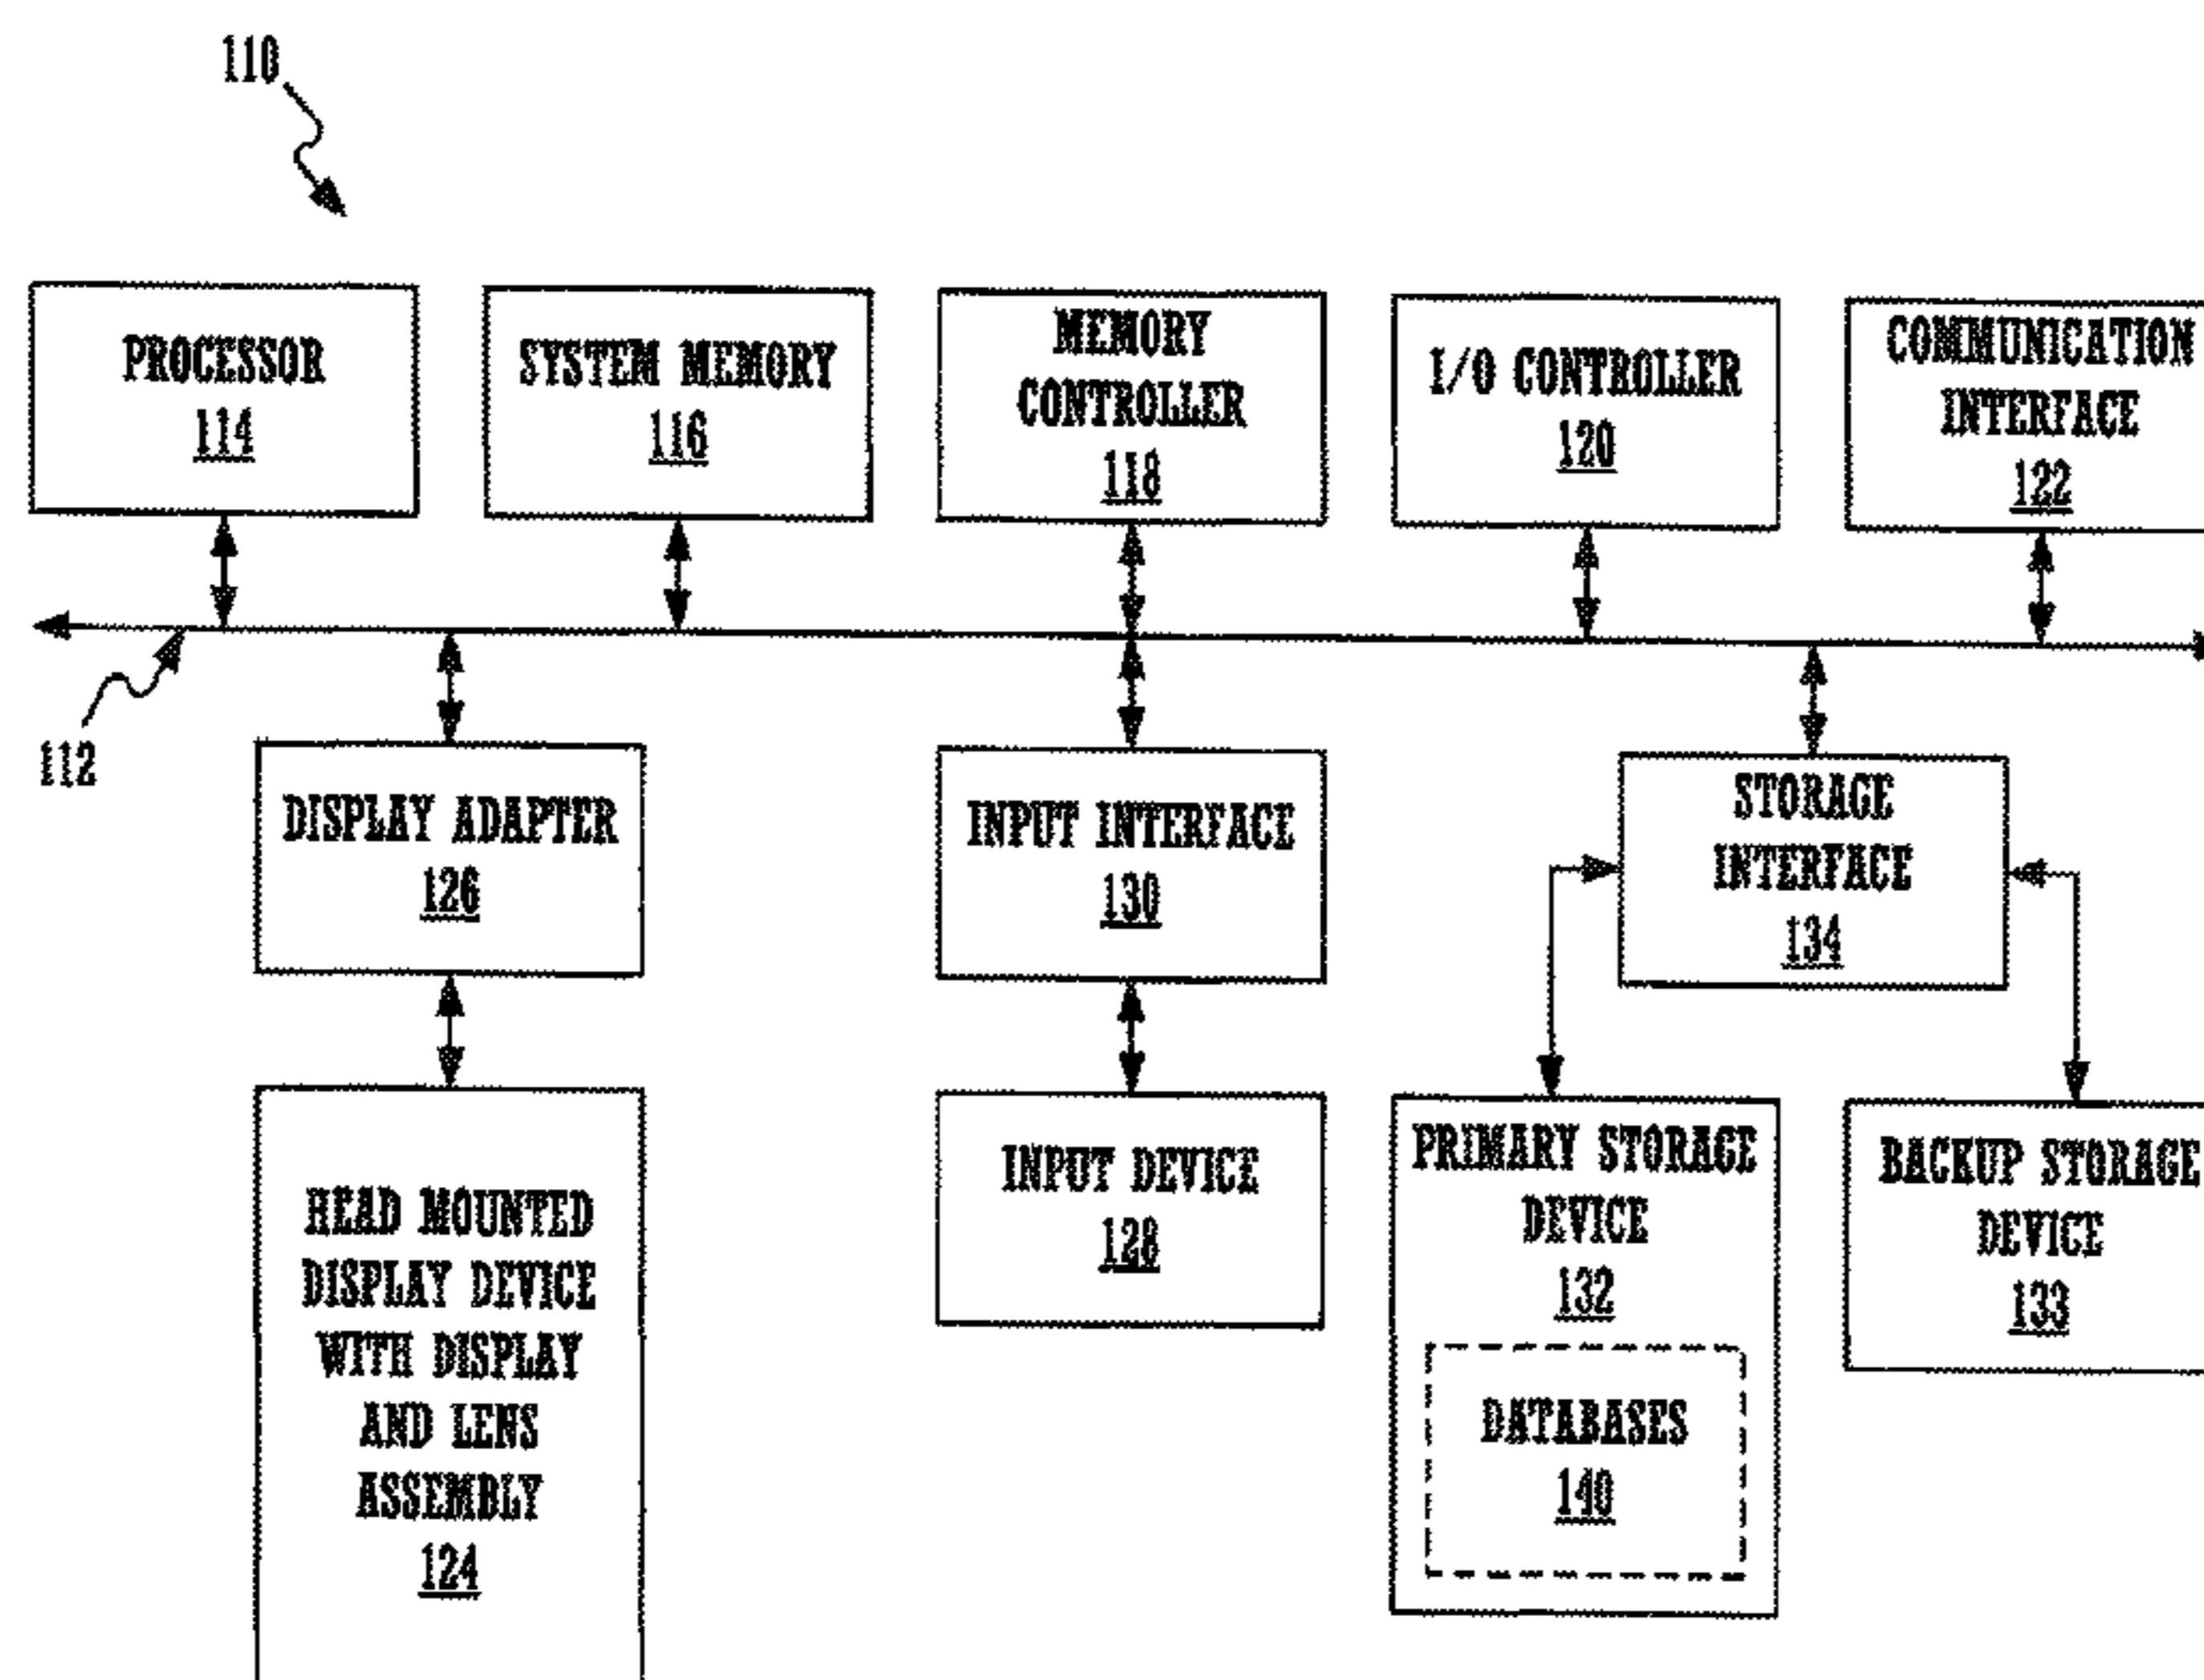 110
PROCESSOR
114
SYSTEM MEMORY
116
MEMORY
CONTROLLER
118
I/O CONTROLLER
120
COMMUNICATION
INTERFACE
122
112
DISPLAY ADAPTER
126
INPUT INTERFACE
130
STORAGE
INTERFACE
134
HEAD MOUNTED
DISPLAY DEVICE
WITH DISPLAY
AND LENS
ASSEMBLY
124
INPUT DEVICE
128
PRIMARY STORAGE
DEVICE
132
DATABASES
140
BACKUP STORAGE
DEVICE
133